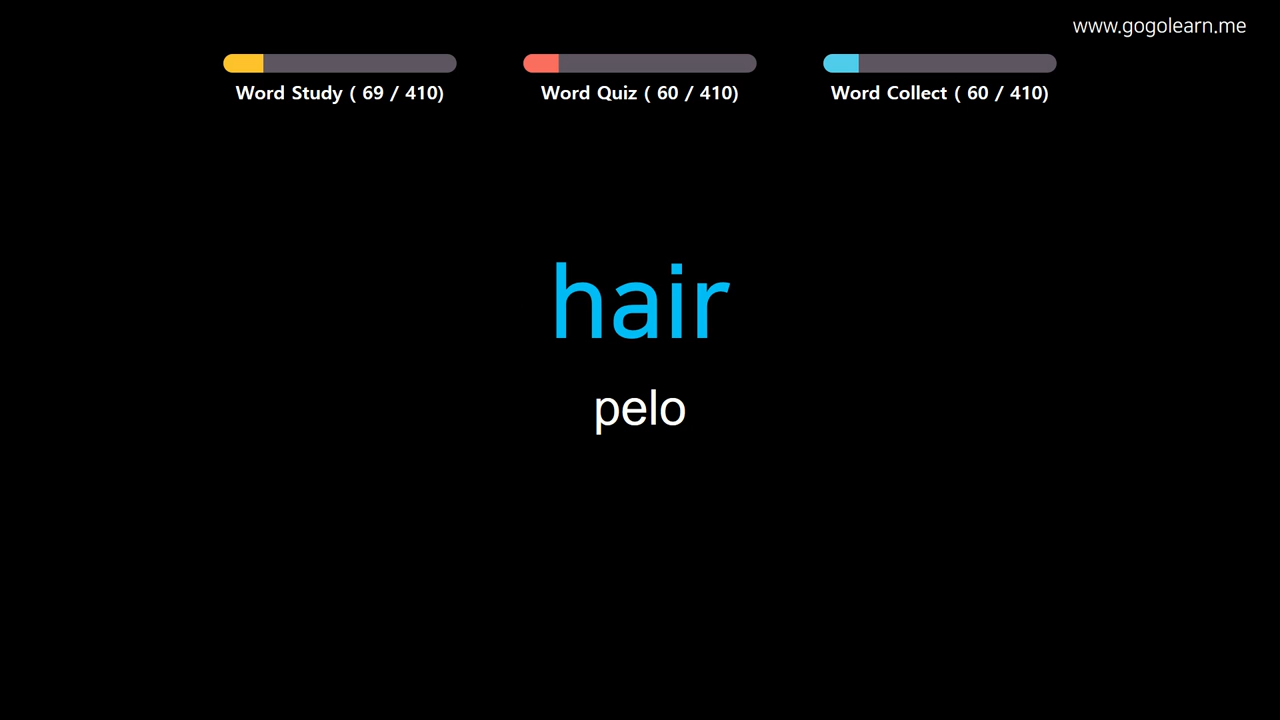 www.gogolearn.me
Word Study ( 69 / 410)
Word Quiz ( 60 / 410)
Word Collect ( 60 / 410)
hair
pelo